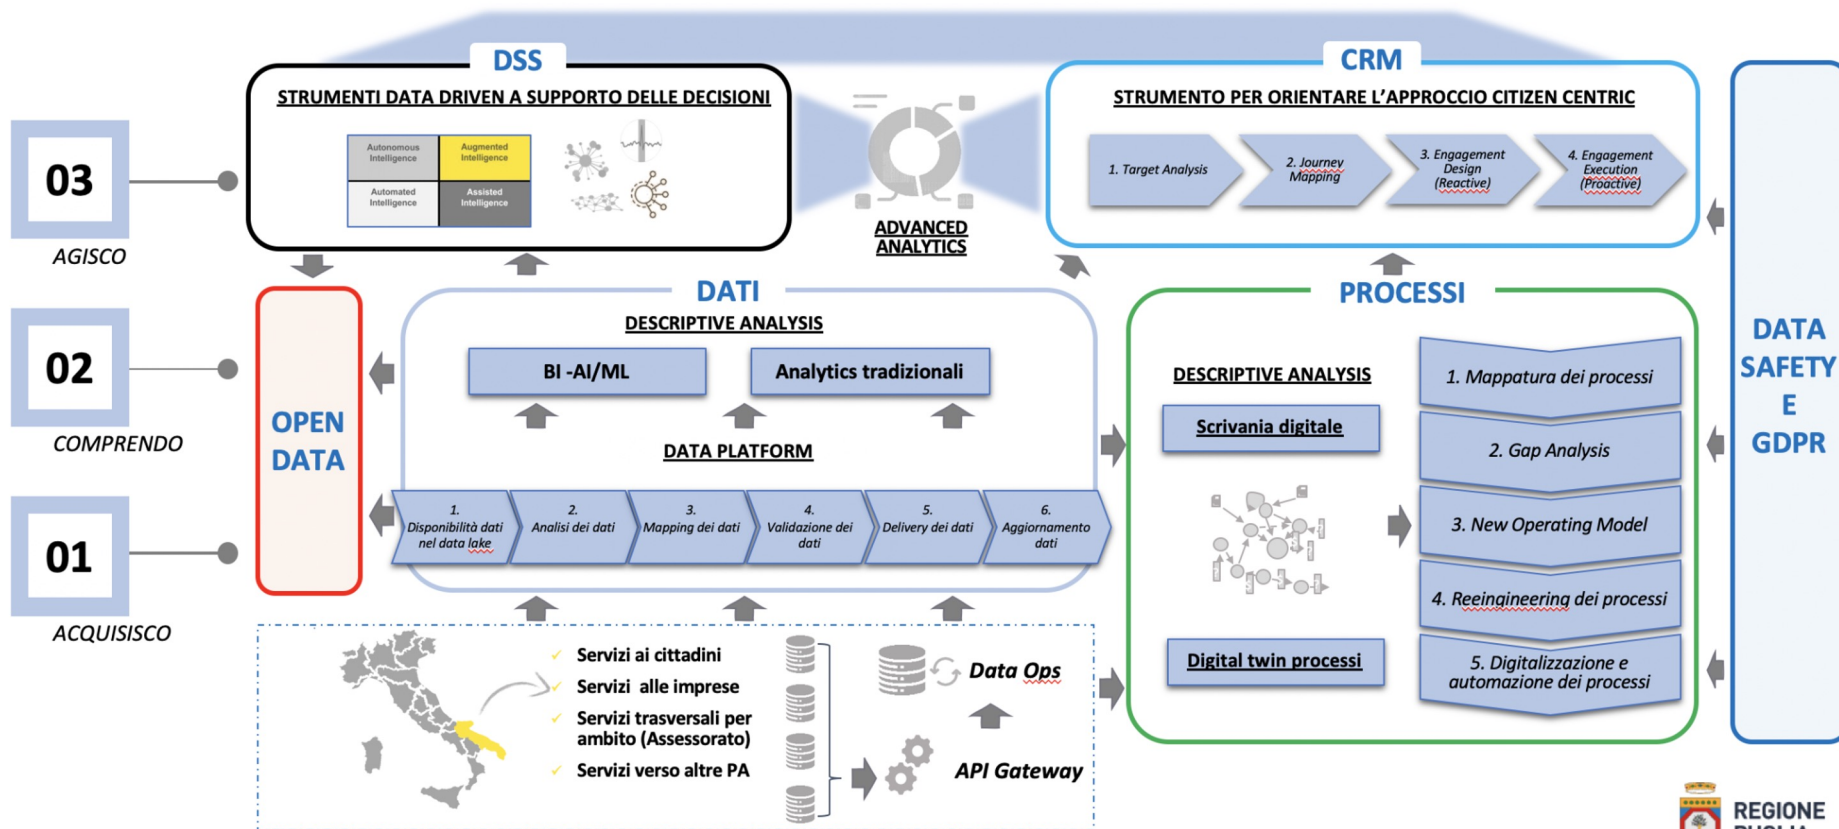 DSS
STRUMENTI DATA DRIVEN A SUPPORTO DELLE DECISIONI
Autonomous
Intelligence
Augmented
Intelligence
Automated
Intelligence
Assisted
Intelligence
ADVANCED
ANALYTICS
CRM
STRUMENTO PER ORIENTARE L'APPROCCIO CITIZEN CENTRIC
1. Target Analysis
2. Journey
Mapping
3. Engagement
Design
(Reactive)
4. Engagement
Execution
(Proactive)
03
AGISCO
02
COMPRENDO
01
ACQUISISCO
OPEN
DATA
DATI
DESCRIPTIVE ANALYSIS
BI -AI/ML
Analytics tradizionali
DATA PLATFORM
1.
Disponibilità dati
nel data lake
2.
Analisi dei dati
3.
Mapping dei dati
4.
Validazione dei
dati
5.
Delivery dei dati
6.
Aggiornamento
dati
PROCESSI
DESCRIPTIVE ANALYSIS
Scrivania digitale
Digital twin processi
1. Mappatura dei processi
2. Gap Analysis
3. New Operating Model
4. Reeingineering dei processi
5. Digitalizzazione e
automazione dei processi
DATA
SAFETY
E
GDPR
Servizi ai cittadini
Servizi alle imprese
Servizi trasversali per
ambito (Assessorato)
Servizi verso altre PA
Data Ops
API Gateway
REGIONE
PUGLIA